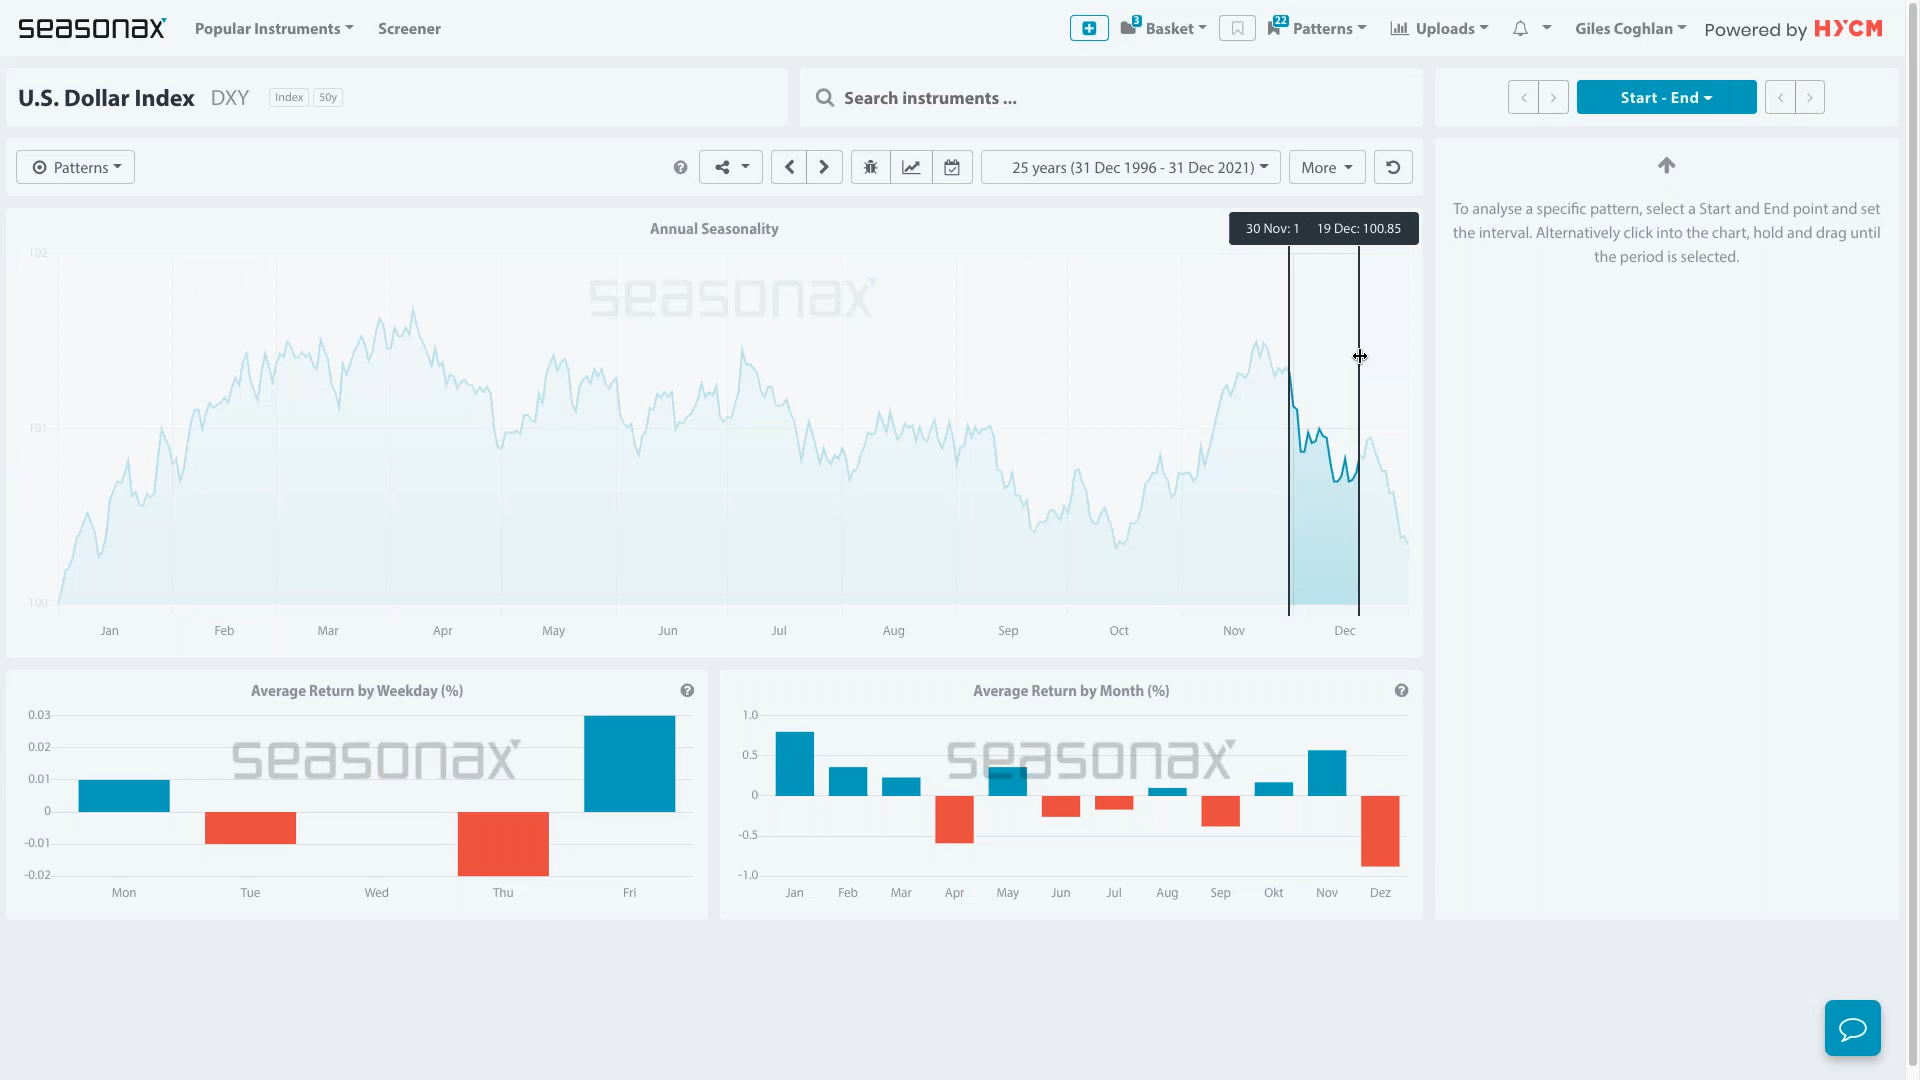 seasonax
Popular Instruments
Screener
3
Basket
22
Patterns
Uploads
Giles Coghlan
Powered by HYCM
U.S. Dollar Index DXY Index 50y
Search instruments ...
Start - End
Patterns
25 years (31 Dec 1996 - 31 Dec 2021)
More
To analyse a specific pattern, select a Start and End point and set
the interval. Alternatively click into the chart, hold and drag until
the period is selected.
Annual Seasonality
30 Nov: 1 19 Dec: 100.85
seasonax
102
101
100
Jan Feb Mar Apr May Jun Jul Aug Sep Oct Nov Dec
Average Return by Weekday (%)
seasonax
0.03
0.02
0.01
0
-0.01
-0.02
Mon Tue Wed Thu Fri
Average Return by Month (%)
seasonax
1.0
0.5
0
-0.5
-1.0
Jan Feb Mar Apr May Jun Jul Aug Sep Okt Nov Dez